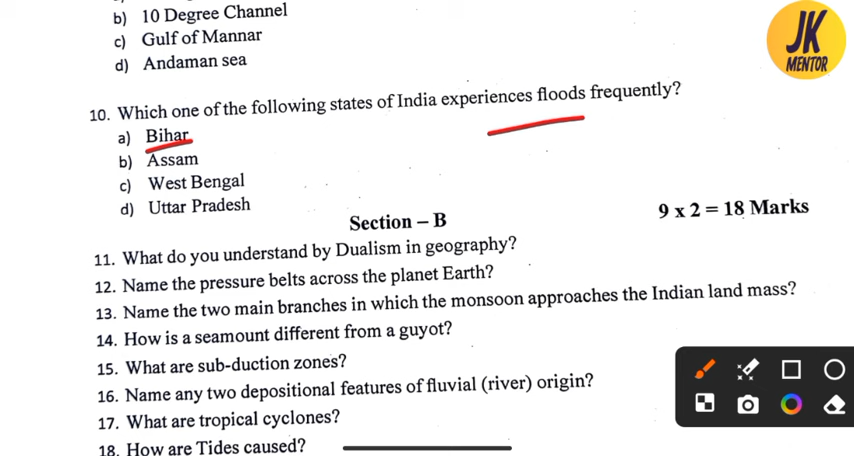 b) 10 Degree Channel
c) Gulf of Mannar
d) Andaman sea
JK
MENTOR
10. Which one of the following states of India experiences floods frequently?
a) Bihar
b) Assam
c) West Bengal
d) Uttar Pradesh
Section – B
9 x 2 = 18 Marks
11. What do you understand by Dualism in geography?
12. Name the pressure belts across the planet Earth?
13. Name the two main branches in which the monsoon approaches the Indian land mass?
14. How is a seamount different from a guyot?
15. What are sub-duction zones?
16. Name any two depositional features of fluvial (river) origin?
17. What are tropical cyclones?
18. How are Tides caused?